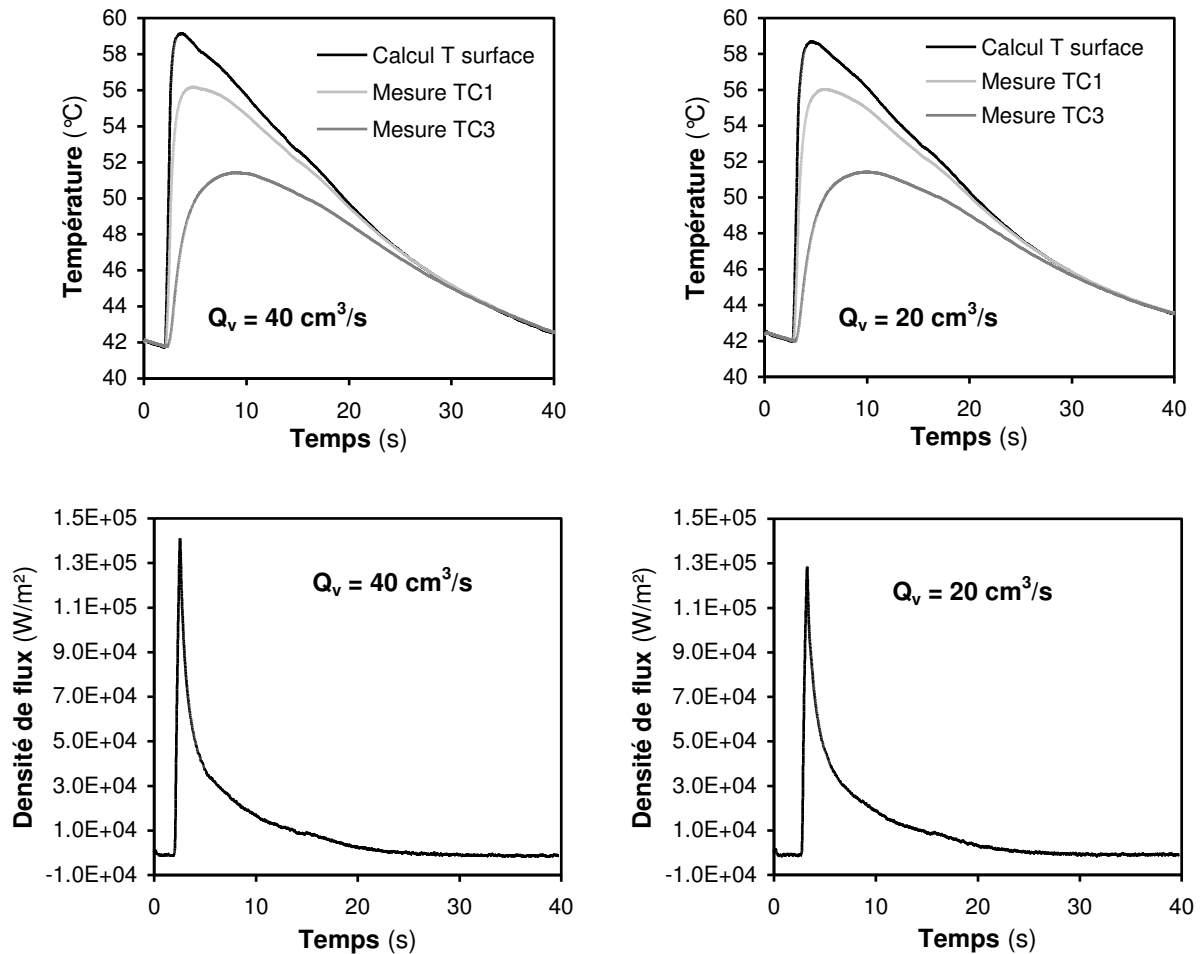 60
58
56
54
52
50
48
46
44
42
40
Température (°C)
Calcul T surface
Mesure TC1
Mesure TC3
Qv = 40 cm³/s
0 10 20 30 40
Temps (s)
60
58
56
54
52
50
48
46
44
42
40
Température (°C)
Calcul T surface
Mesure TC1
Mesure TC3
Qv = 20 cm³/s
0 10 20 30 40
Temps (s)
1.5E+05
1.3E+05
1.1E+05
9.0E+04
7.0E+04
5.0E+04
3.0E+04
1.0E+04
-1.0E+04
Densité de flux (W/m²)
Qv = 40 cm³/s
0 10 20 30 40
Temps (s)
1.5E+05
1.3E+05
1.1E+05
9.0E+04
7.0E+04
5.0E+04
3.0E+04
1.0E+04
-1.0E+04
Densité de flux (W/m²)
Qv = 20 cm³/s
0 10 20 30 40
Temps (s)